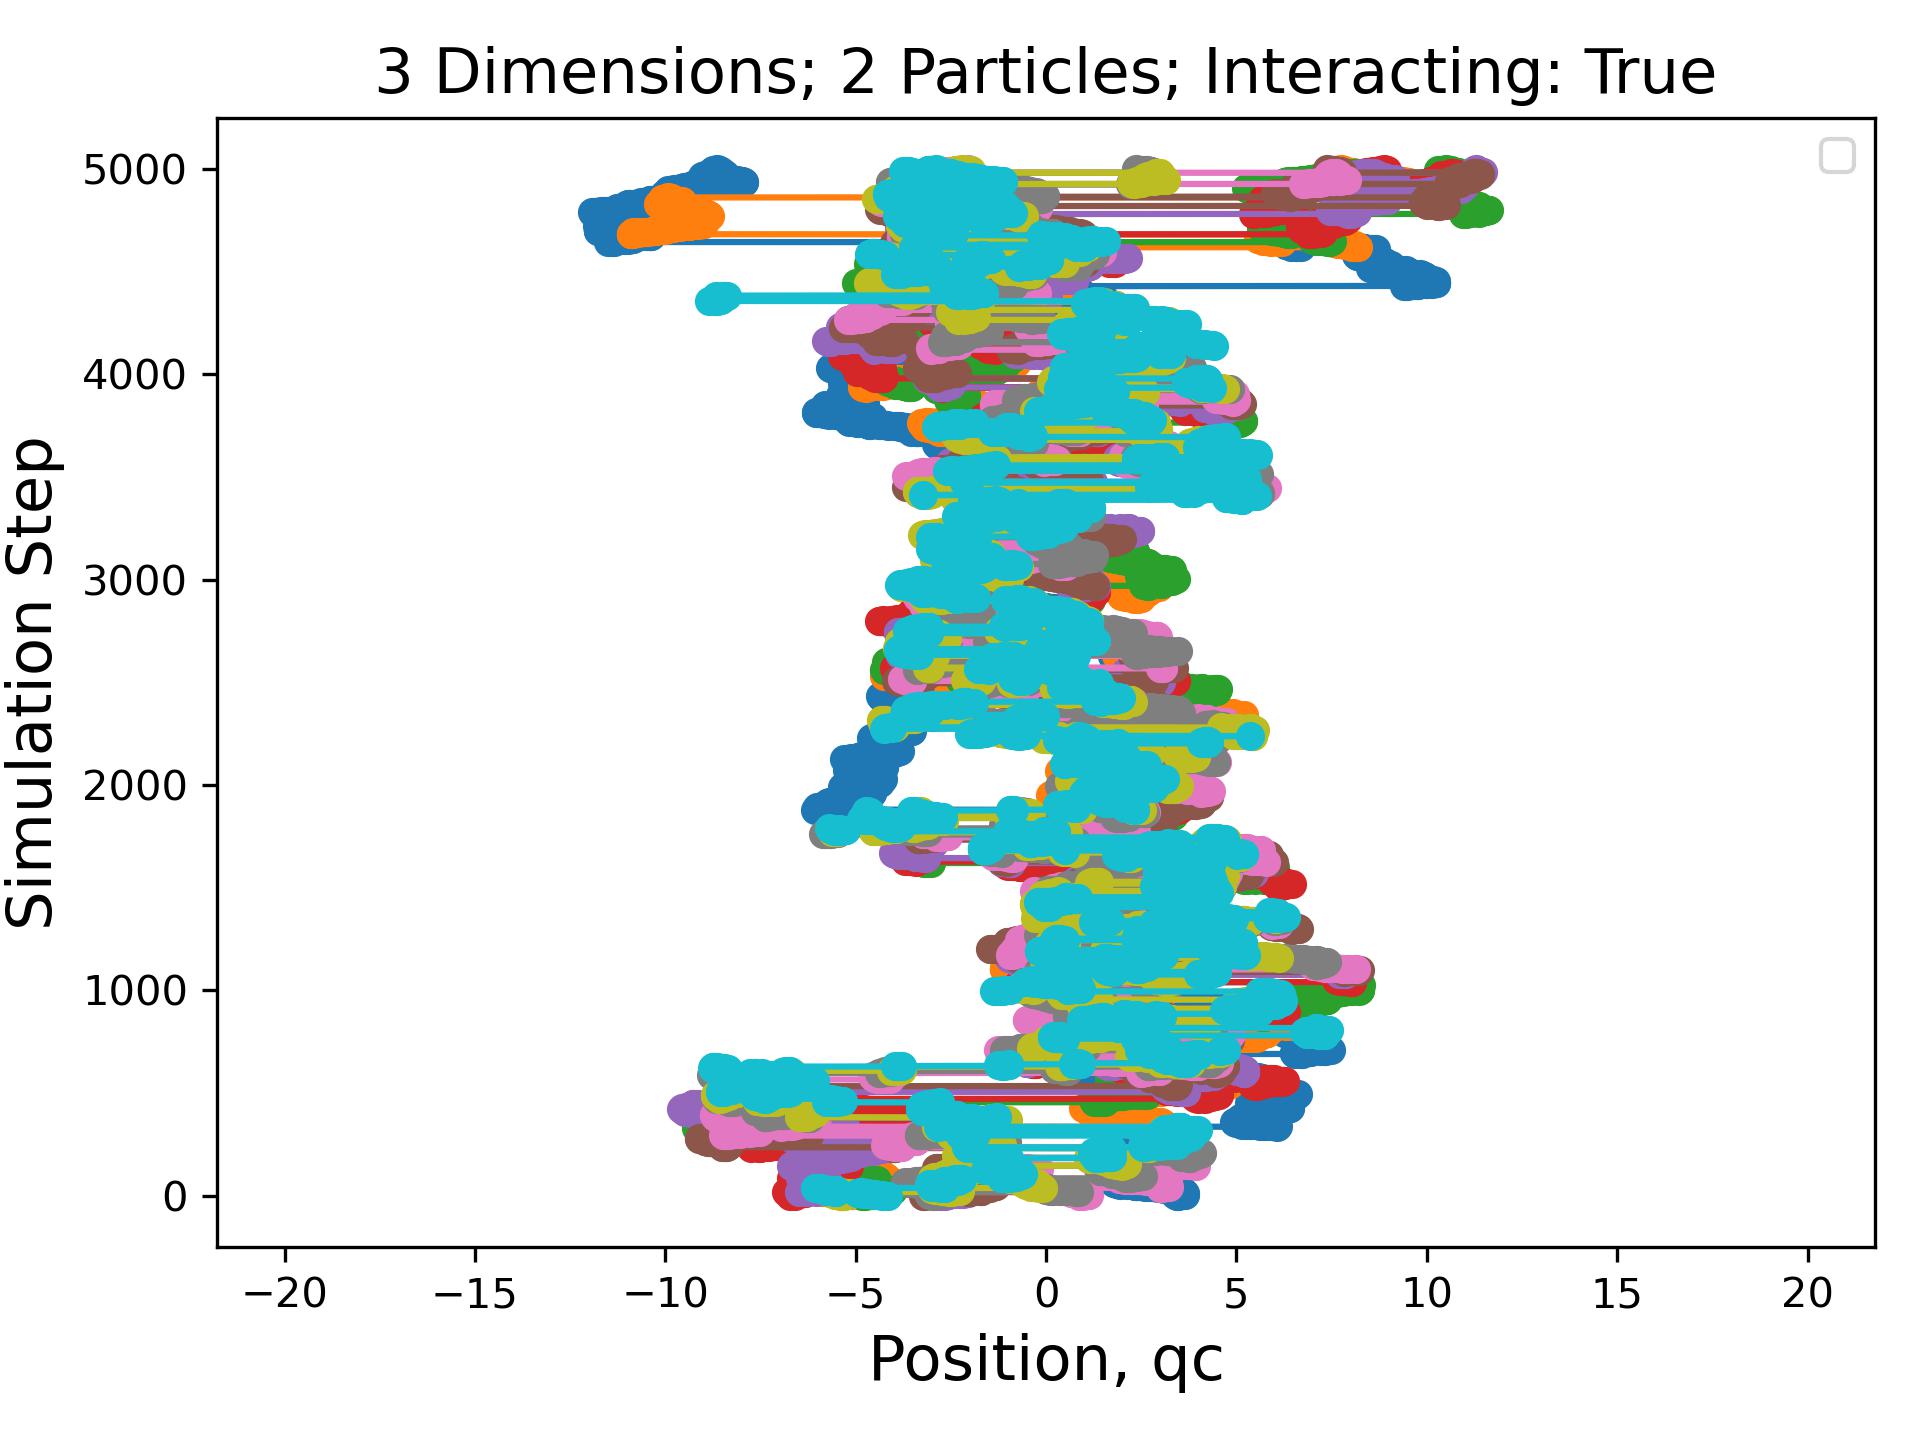 3 Dimensions; 2 Particles; Interacting: True
5000
4000
3000
2000
1000
0
Simulation Step
−20 −15 −10 −5 0 5 10 15 20
Position, qc